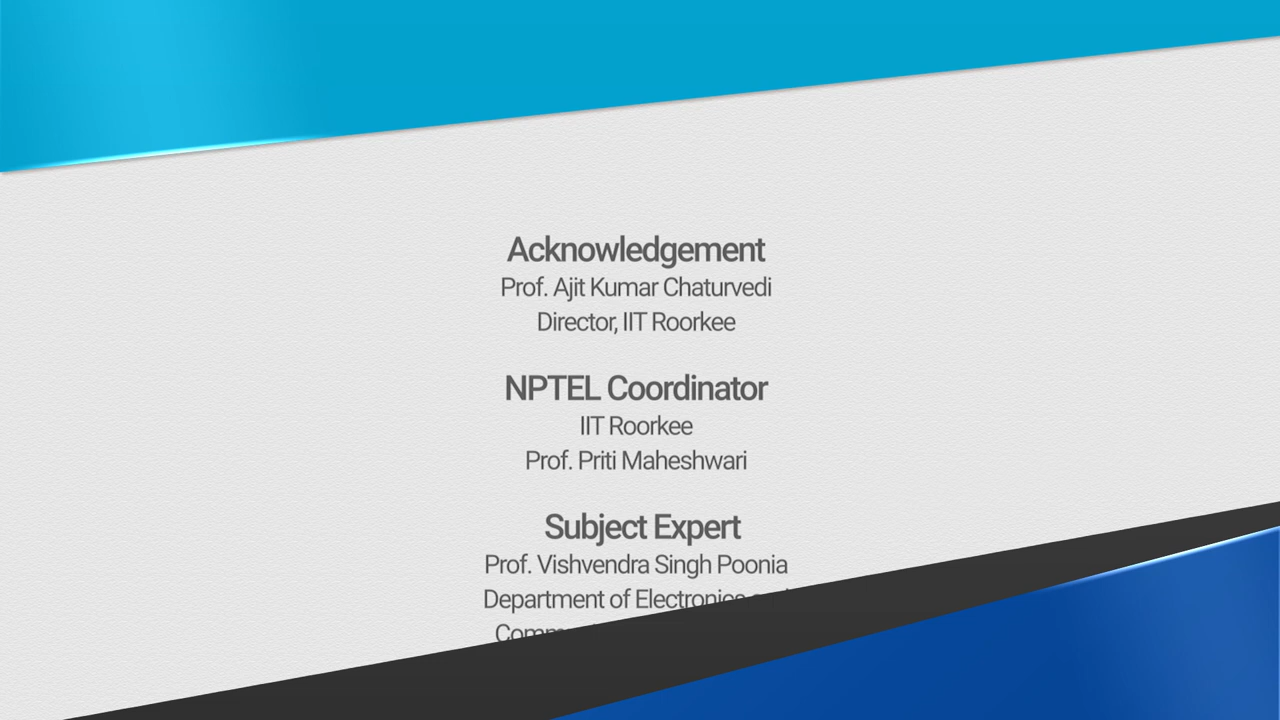 Acknowledgement
Prof. Ajit Kumar Chaturvedi
Director, IIT Roorkee
NPTEL Coordinator
IIT Roorkee
Prof. Priti Maheshwari
Subject Expert
Prof. Vishvendra Singh Poonia
Department of Electronics